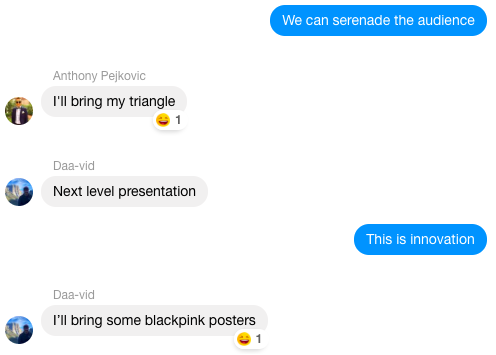 We can serenade the audience
Anthony Pejkovic
I'll bring my triangle
1
Daa-vid
Next level presentation
This is innovation
Daa-vid
I’ll bring some blackpink posters
1